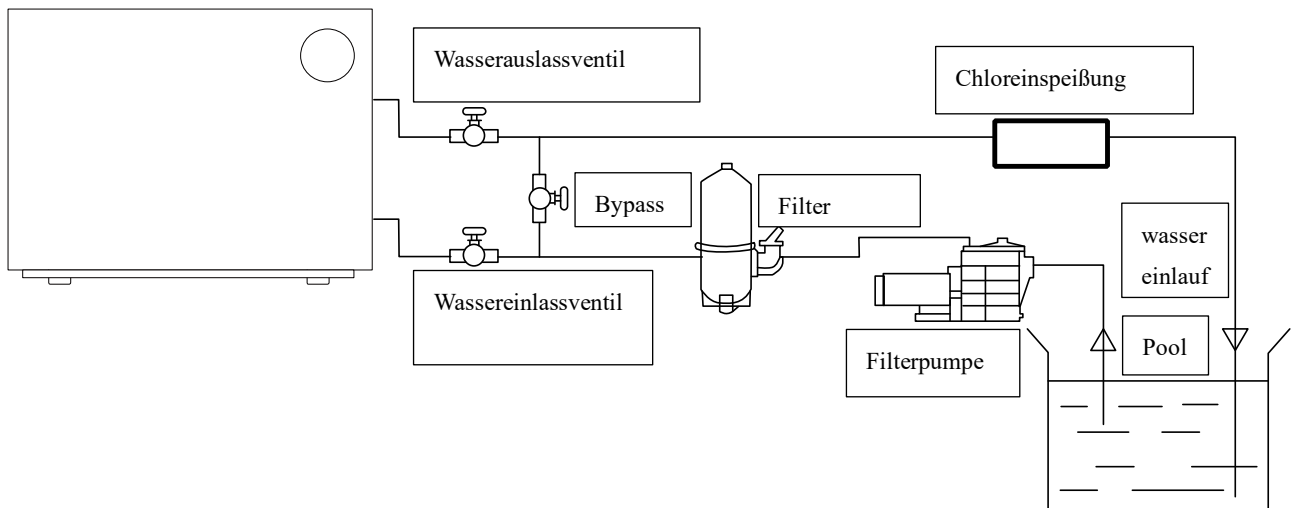 Wasserauslassventil
Chloreinspeißung
Bypass
Filter
wasser
einlauf
Wassereinlassventil
Filterpumpe
Pool